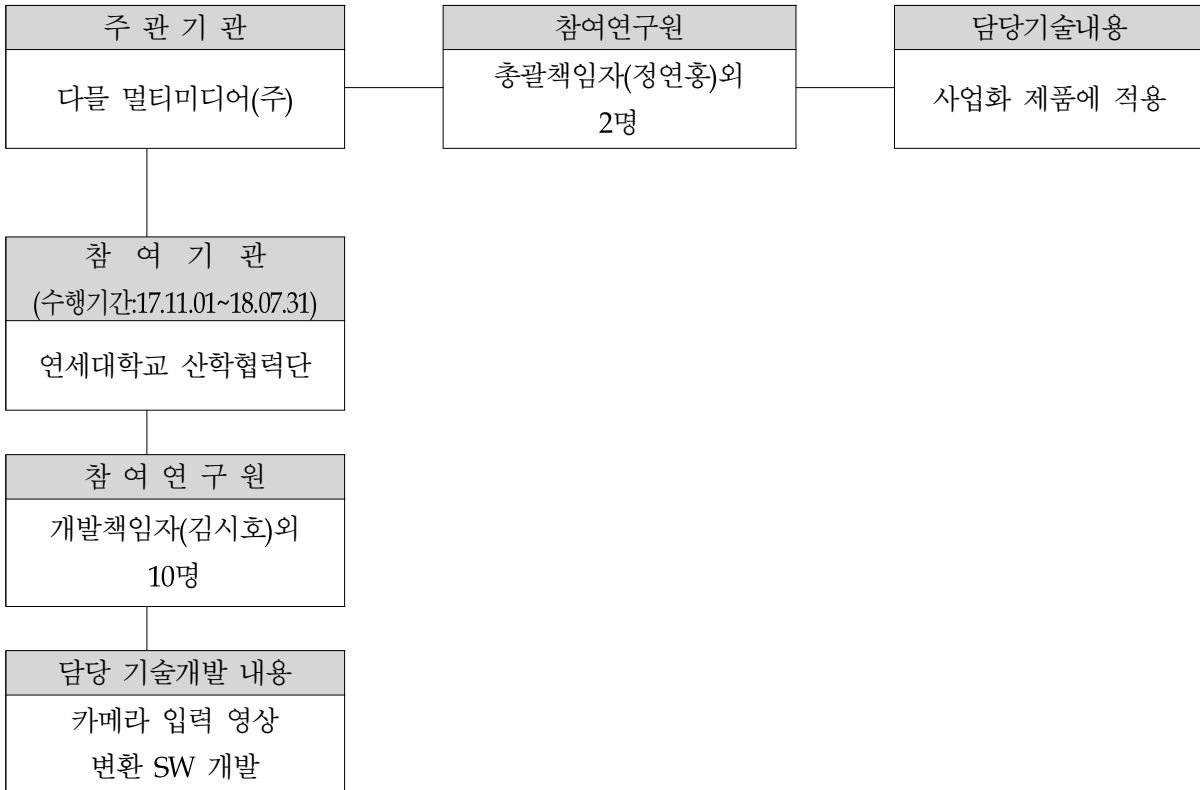 주 관 기 관
다믈 멀티미디어(주)
참여연구원
총괄책임자(정연홍)외
2명
담당기술내용
사업화 제품에 적용
참 여 기 관
(수행기간:17.11.01~18.07.31)
연세대학교 산학협력단
참 여 연 구 원
개발책임자(김시호)외
10명
담당 기술개발 내용
카메라 입력 영상
변환 SW 개발